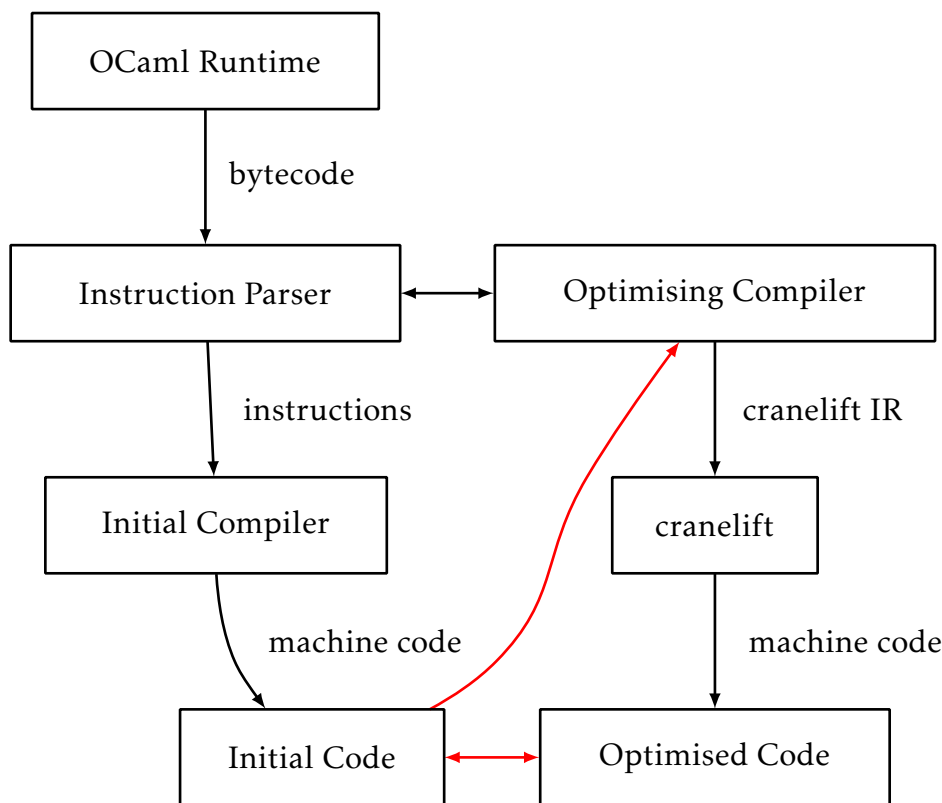 OCaml Runtime
bytecode
Instruction Parser
Optimising Compiler
instructions
cranelift IR
Initial Compiler
cranelift
machine code
machine code
Initial Code
Optimised Code